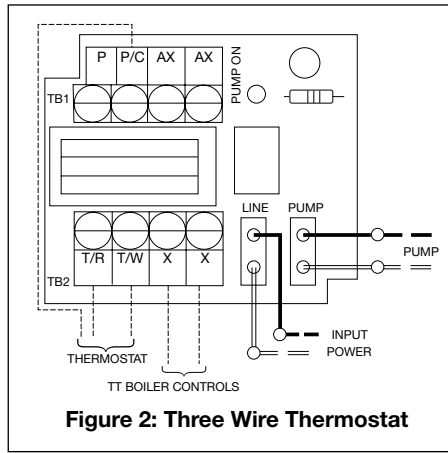 P P/C AX AX
PUMP ON
TB1
LINE PUMP
T/R T/W X X
PUMP
TB2
THERMOSTAT
INPUT
POWER
TT BOILER CONTROLS
Figure 2: Three Wire Thermostat